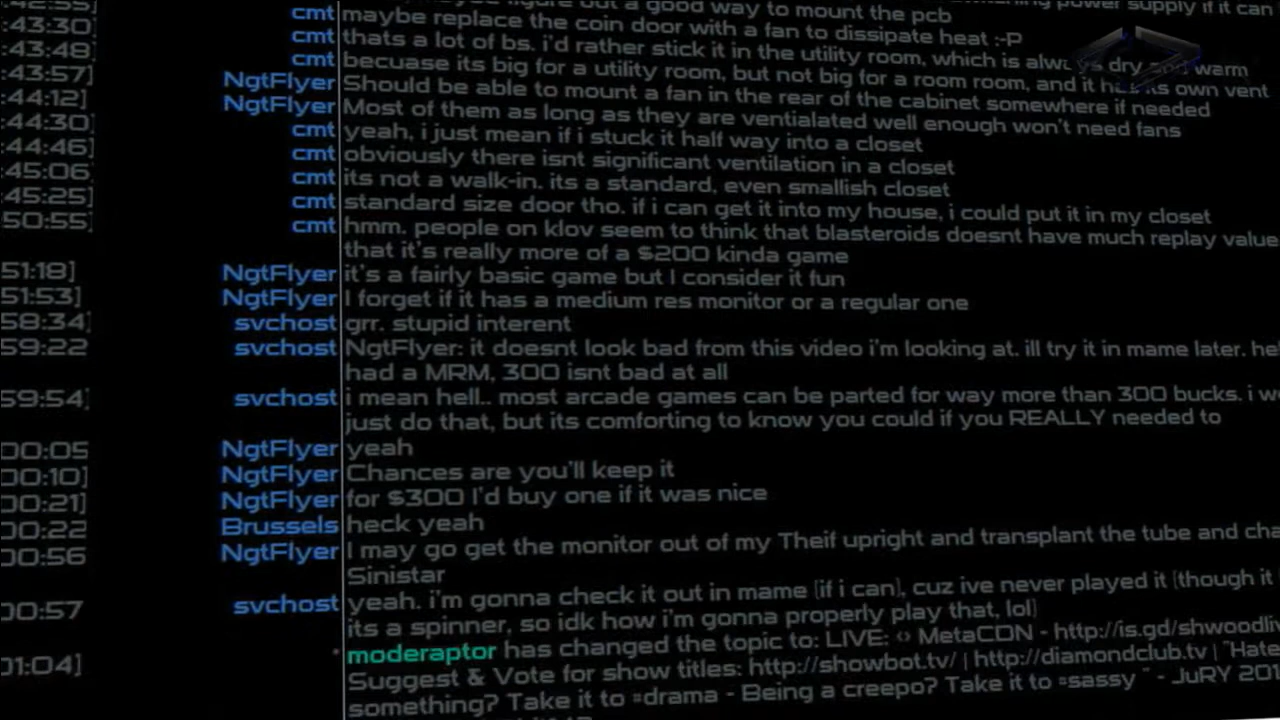 :42:55]
power supply if it can
out a good way to mount the pcb
:43:30] cmt maybe replace the coin door with a fan to dissipate heat :-P
:43:48] cmt thats a lot of bs. i'd rather stick it in the utility room, which is always dry and warm
:43:57] cmt becuase its big for a utility room, but not big for a room room, and it has its own vent
:44:12] NgtFlyer Should be able to mount a fan in the rear of the cabinet somewhere if needed
:44:30] NgtFlyer Most of them as long as they are ventialated well enough won't need fans
:44:46] cmt yeah, i just mean if i stuck it half way into a closet
:45:06] cmt obviously there isnt significant ventilation in a closet
:45:25] cmt its not a walk-in. its a standard, even smallish closet
:50:55] cmt standard size door tho. if i can get it into my house, i could put it in my closet
cmt hmm. people on klov seem to think that blasteroids doesnt have much replay value
that it's really more of a $200 kinda game
51:18] NgtFlyer it's a fairly basic game but I consider it fun
51:53] NgtFlyer I forget if it has a medium res monitor or a regular one
58:34] svchost grr. stupid interent
59:22 svchost NgtFlyer: it doesnt look bad from this video i'm looking at. ill try it in mame later. he
had a MRM, 300 isnt bad at all
59:54] svchost i mean hell.. most arcade games can be parted for way more than 300 bucks. i w
just do that, but its comforting to know you could if you REALLY needed to
00:05 NgtFlyer yeah
00:10] NgtFlyer Chances are you'll keep it
00:21] NgtFlyer for $300 I'd buy one if it was nice
00:22 Brussels heck yeah
00:56 NgtFlyer I may go get the monitor out of my Theif upright and transplant the tube and cha
Sinistar
00:57 svchost yeah. i'm gonna check it out in mame (if i can), cuz ive never played it (though it
its a spinner, so idk how i'm gonna properly play that, lol)
01:04] * moderaptor has changed the topic to: LIVE: <> MetaCDN - http://is.gd/shwoodliv
Suggest & Vote for show titles: http://showbot.tv/ | http://diamondclub.tv | "Hate
something? Take it to =drama - Being a creepo? Take it to =sassy " - JuRY 201